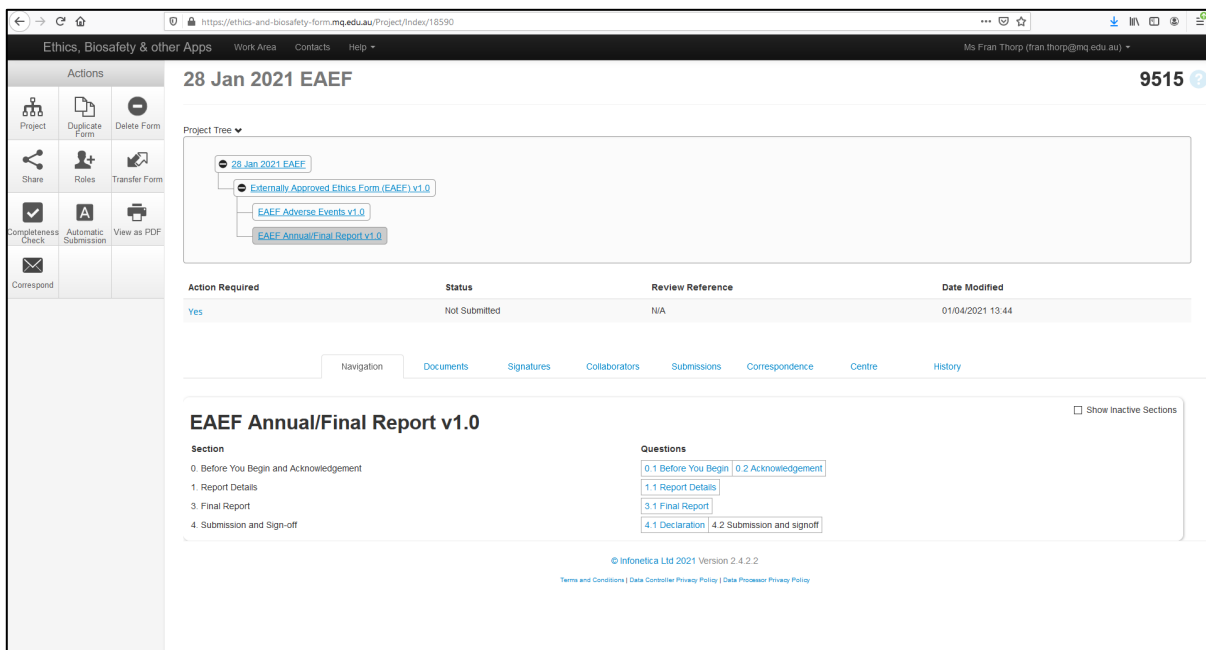 https://ethics-and-biosafety-form.mq.edu.au/Project/Index/18590
Ethics, Biosafety & other Apps Work Area Contacts Help Ms Fran Thorp (fran.thorp@mq.edu.au)
Actions
28 Jan 2021 EAEF 9515 ?
Project Duplicate Form Delete Form
Share Roles Transfer Form
Completeness Check Automatic Submission View as PDF
Correspond
Project Tree
28 Jan 2021 EAEF
Externally Approved Ethics Form (EAEF) v1.0
EAEF Adverse Events v1.0
EAEF Annual/Final Report v1.0
Action Required Status Review Reference Date Modified
Yes Not Submitted N/A 01/04/2021 13:44
Navigation Documents Signatures Collaborators Submissions Correspondence Centre History
Show Inactive Sections
EAEF Annual/Final Report v1.0
Section Questions
0. Before You Begin and Acknowledgement 0.1 Before You Begin 0.2 Acknowledgement
1. Report Details 1.1 Report Details
3. Final Report 3.1 Final Report
4. Submission and Sign-off 4.1 Declaration 4.2 Submission and signoff
© Infonetica Ltd 2021 Version 2.4.2.2
Terms and Conditions | Data Controller Privacy Policy | Data Processor Privacy Policy